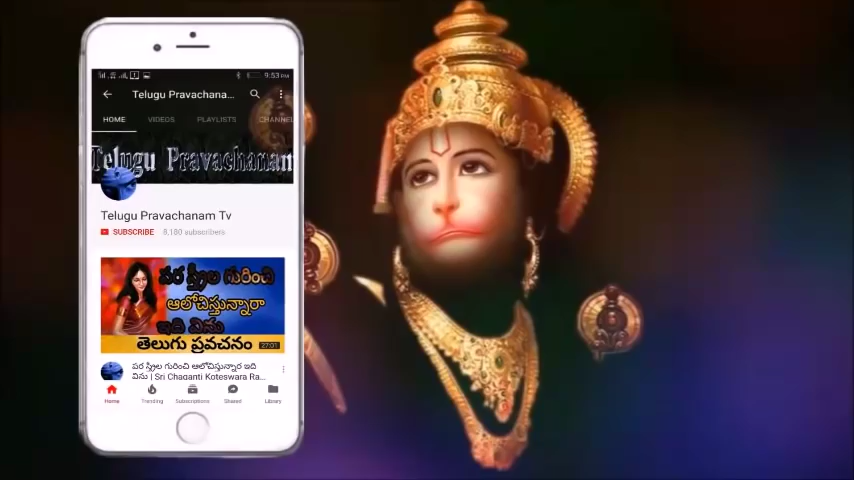 9:53 PM
Telugu Pravachana...
HOME VIDEOS PLAYLISTS CHANNEL
Telugu Pravachanam
Telugu Pravachanam Tv
SUBSCRIBE 8,180 subscribers
పర స్త్రీల గురించి
ఆలోచిస్తున్నారా
ఇది విను
తెలుగు ప్రవచనం
27:01
పర స్త్రీల గురించి ఆలోచిస్తున్నార ఇది
విను | Sri Chaganti Koteswara Ra...
Home Trending Subscriptions Shared Library